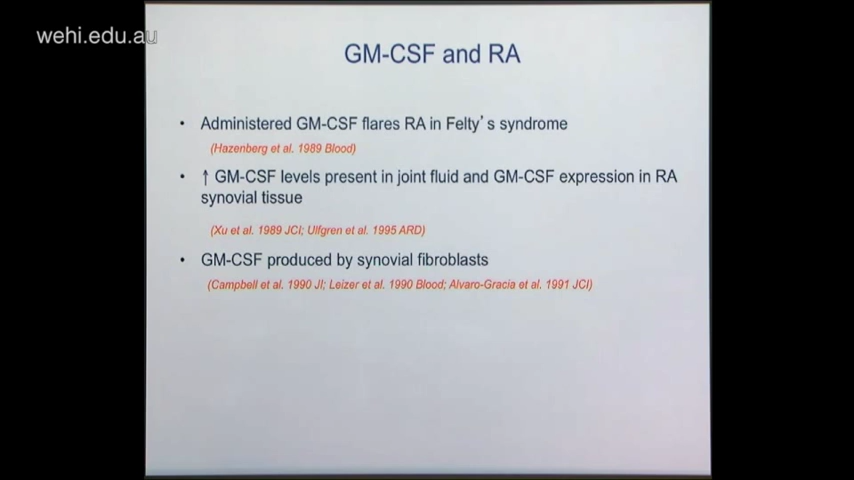 wehi.edu.au
GM-CSF and RA
• Administered GM-CSF flares RA in Felty's syndrome
(Hazenberg et al. 1989 Blood)
• ↑ GM-CSF levels present in joint fluid and GM-CSF expression in RA
synovial tissue
(Xu et al. 1989 JCI; Ulfgren et al. 1995 ARD)
• GM-CSF produced by synovial fibroblasts
(Campbell et al. 1990 JI; Leizer et al. 1990 Blood; Alvaro-Gracia et al. 1991 JCI)